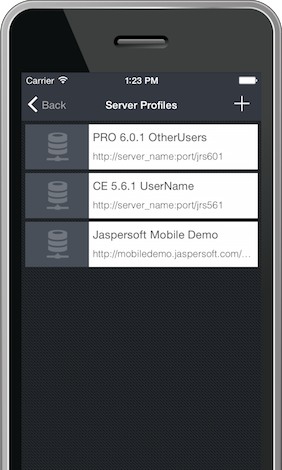 Carrier 1:23 PM
Back Server Profiles +
PRO 6.0.1 OtherUsers
http://server_name:port/jrs601
CE 5.6.1 UserName
http://server_name:port/jrs561
Jaspersoft Mobile Demo
http://mobiledemo.jaspersoft.com/...